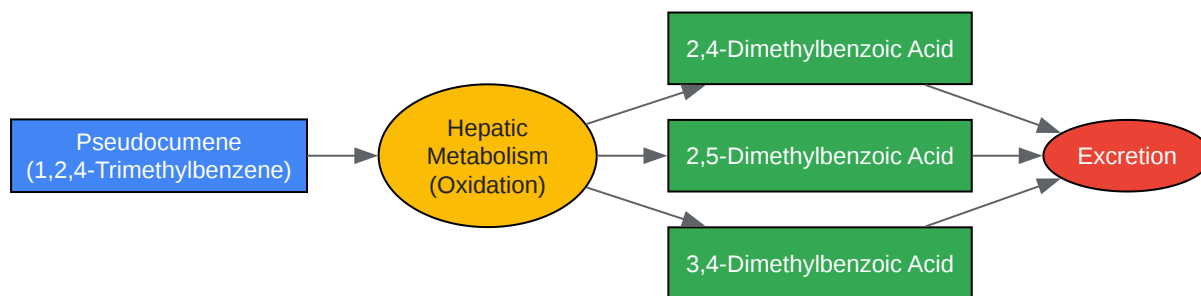 Pseudocumene
(1,2,4-Trimethylbenzene)
Hepatic
Metabolism
(Oxidation)
2,4-Dimethylbenzoic Acid
2,5-Dimethylbenzoic Acid
3,4-Dimethylbenzoic Acid
Excretion